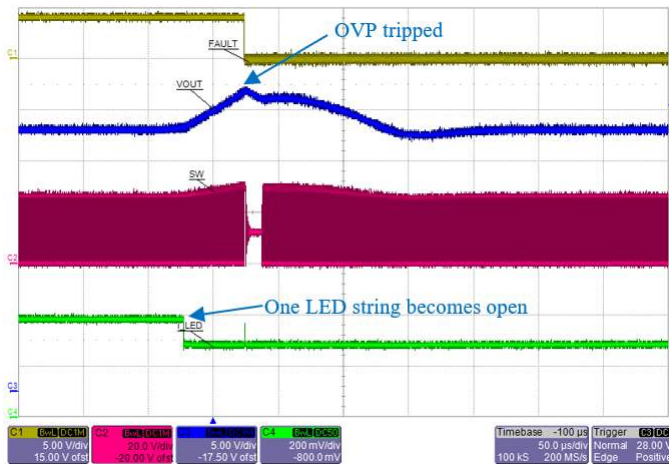 OVP tripped
C1
FAULT
VOUT
SW
C2
One LED string becomes open
I_LED
C3
C4
C1 BwL DC1M
5.00 V/div
15.00 V ofst
C2 BwL DC1M
20.0 V/div
-20.00 V ofst
5.00 V/div
-17.50 V ofst
C4 BwL DC50
200 mV/div
-800.0 mV
Timebase -100 µs
50.0 µs/div
100 kS 200 MS/s
Trigger C3 DC
Normal 28.00 V
Edge Positive